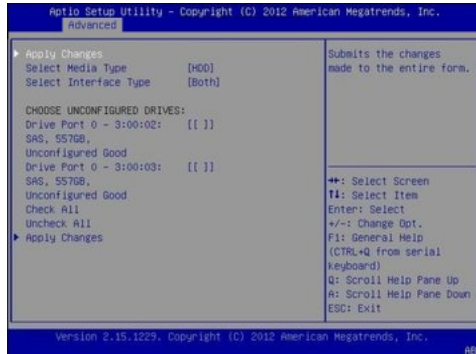 Aptio Setup Utility - Copyright (C) 2012 American Megatrends, Inc.
Advanced
Apply Changes
Select Media Type [HDD]
Select Interface Type [Both]
CHOOSE UNCONFIGURED DRIVES:
Drive Port 0 - 3:00:02: [[ ]]
SAS, 557GB,
Unconfigured Good
Drive Port 0 - 3:00:03: [[ ]]
SAS, 557GB,
Unconfigured Good
Check All
Uncheck All
Apply Changes
Submits the changes
made to the entire form.
↔: Select Screen
↑↓: Select Item
Enter: Select
+/-: Change Opt.
F1: General Help
(CTRL+Q from serial
keyboard)
Q: Scroll Help Pane Up
A: Scroll Help Pane Down
ESC: Exit
Version 2.15.1229. Copyright (C) 2012 American Megatrends, Inc.
AB